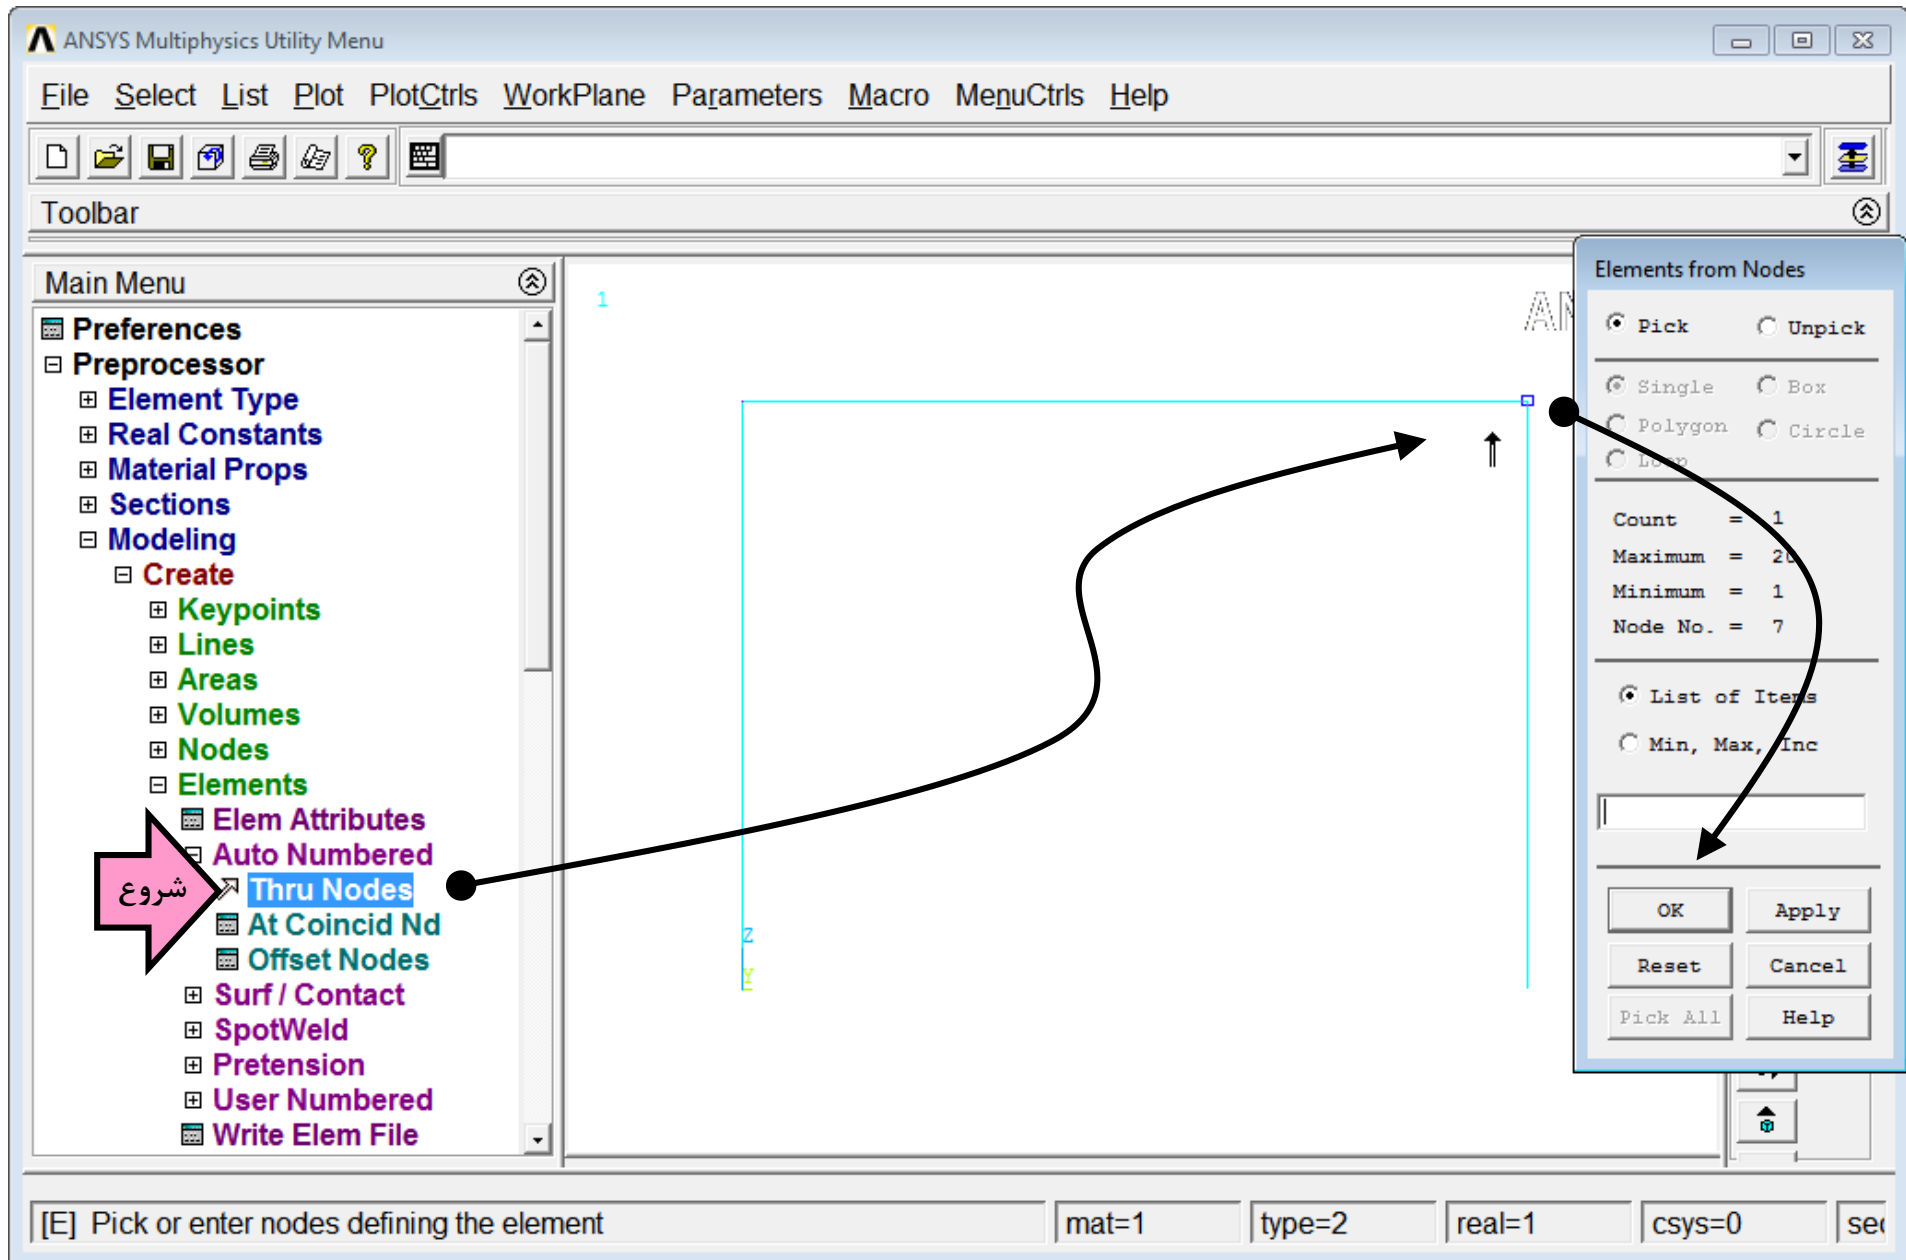 ANSYS Multiphysics Utility Menu
File Select List Plot PlotCtrls WorkPlane Parameters Macro MenuCtrls Help
Toolbar
Main Menu
Preferences
Preprocessor
Element Type
Real Constants
Material Props
Sections
Modeling
Create
Keypoints
Lines
Areas
Volumes
Nodes
Elements
Elem Attributes
Auto Numbered
شروع
Thru Nodes
At Coincid Nd
Offset Nodes
Surf / Contact
SpotWeld
Pretension
User Numbered
Write Elem File
1
AN
Z
Y
Elements from Nodes
Pick Unpick
Single Box
Polygon Circle
Loop
Count = 1
Maximum = 20
Minimum = 1
Node No. = 7
List of Items
Min, Max, Inc
OK Apply
Reset Cancel
Pick All Help
[E] Pick or enter nodes defining the element
mat=1 type=2 real=1 csys=0 sec